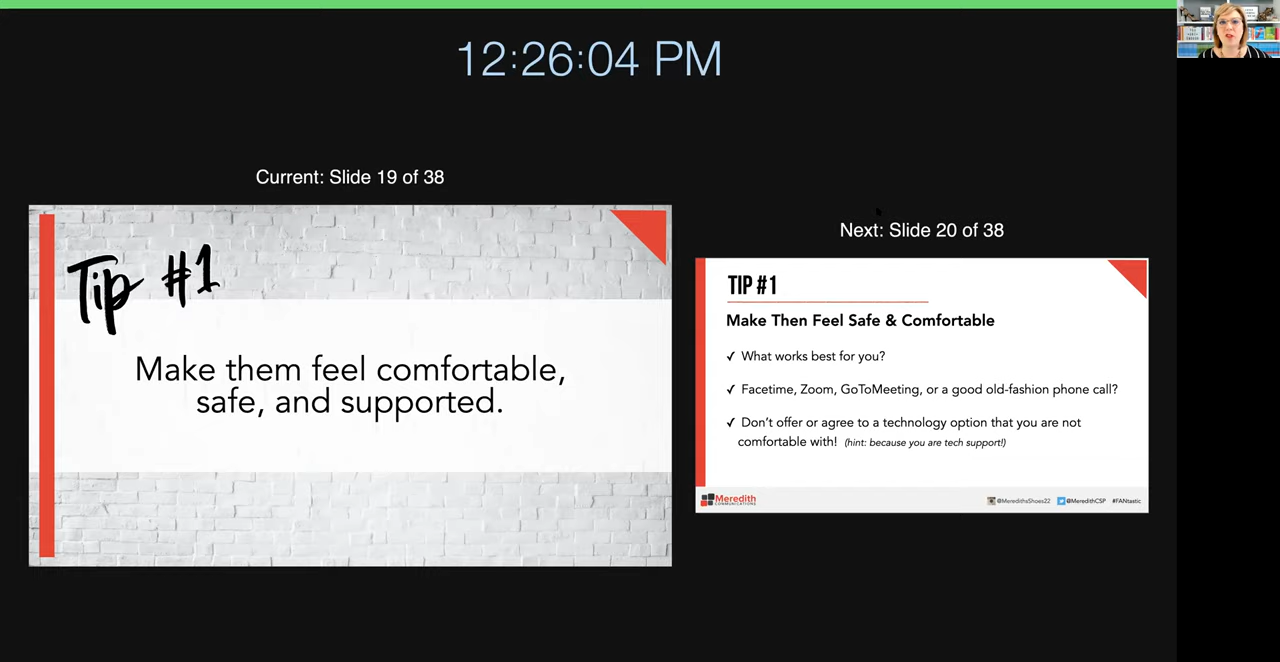 12:26:04 PM
Current: Slide 19 of 38
Tip #1
Make them feel comfortable,
safe, and supported.
Next: Slide 20 of 38
TIP #1
Make Then Feel Safe & Comfortable
✓ What works best for you?
✓ Facetime, Zoom, GoToMeeting, or a good old-fashion phone call?
✓ Don't offer or agree to a technology option that you are not
comfortable with! (hint: because you are tech support!)
Meredith
COMMUNICATIONS
@MeredithsShoes22 @MeredithCSP #FANtastic